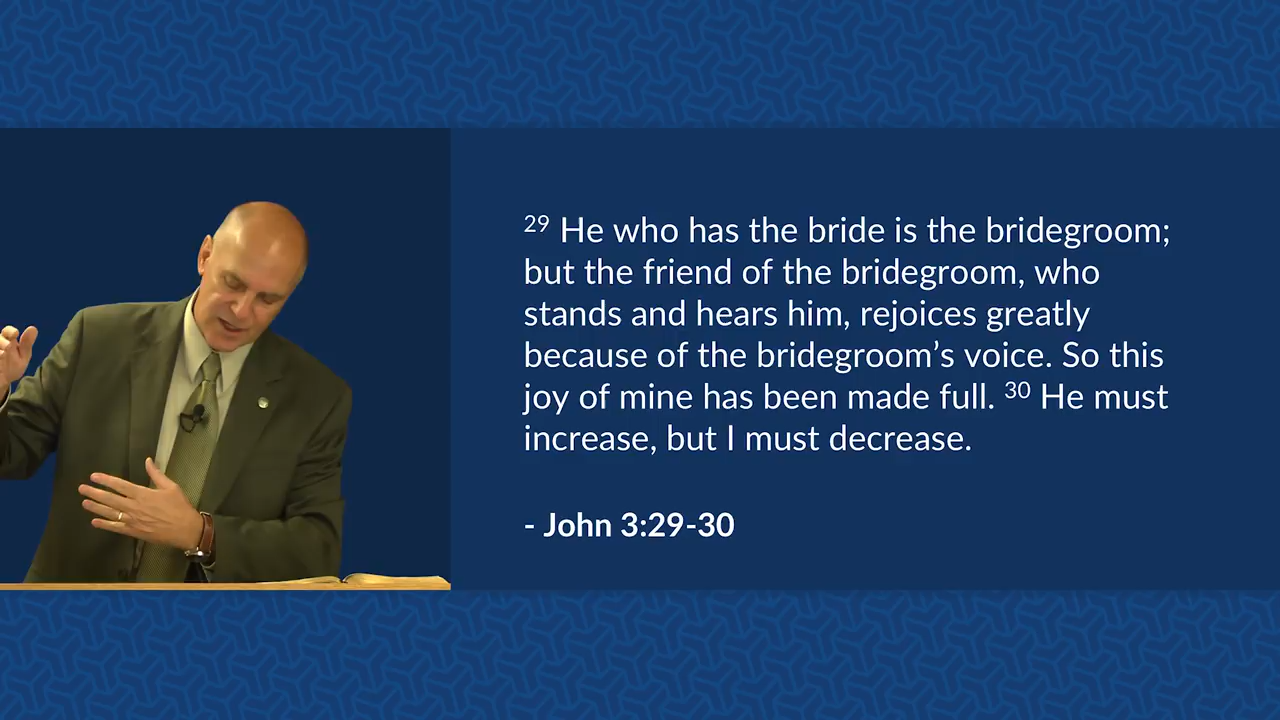 ²⁹ He who has the bride is the bridegroom;
but the friend of the bridegroom, who
stands and hears him, rejoices greatly
because of the bridegroom’s voice. So this
joy of mine has been made full. ³⁰ He must
increase, but I must decrease.
- John 3:29-30